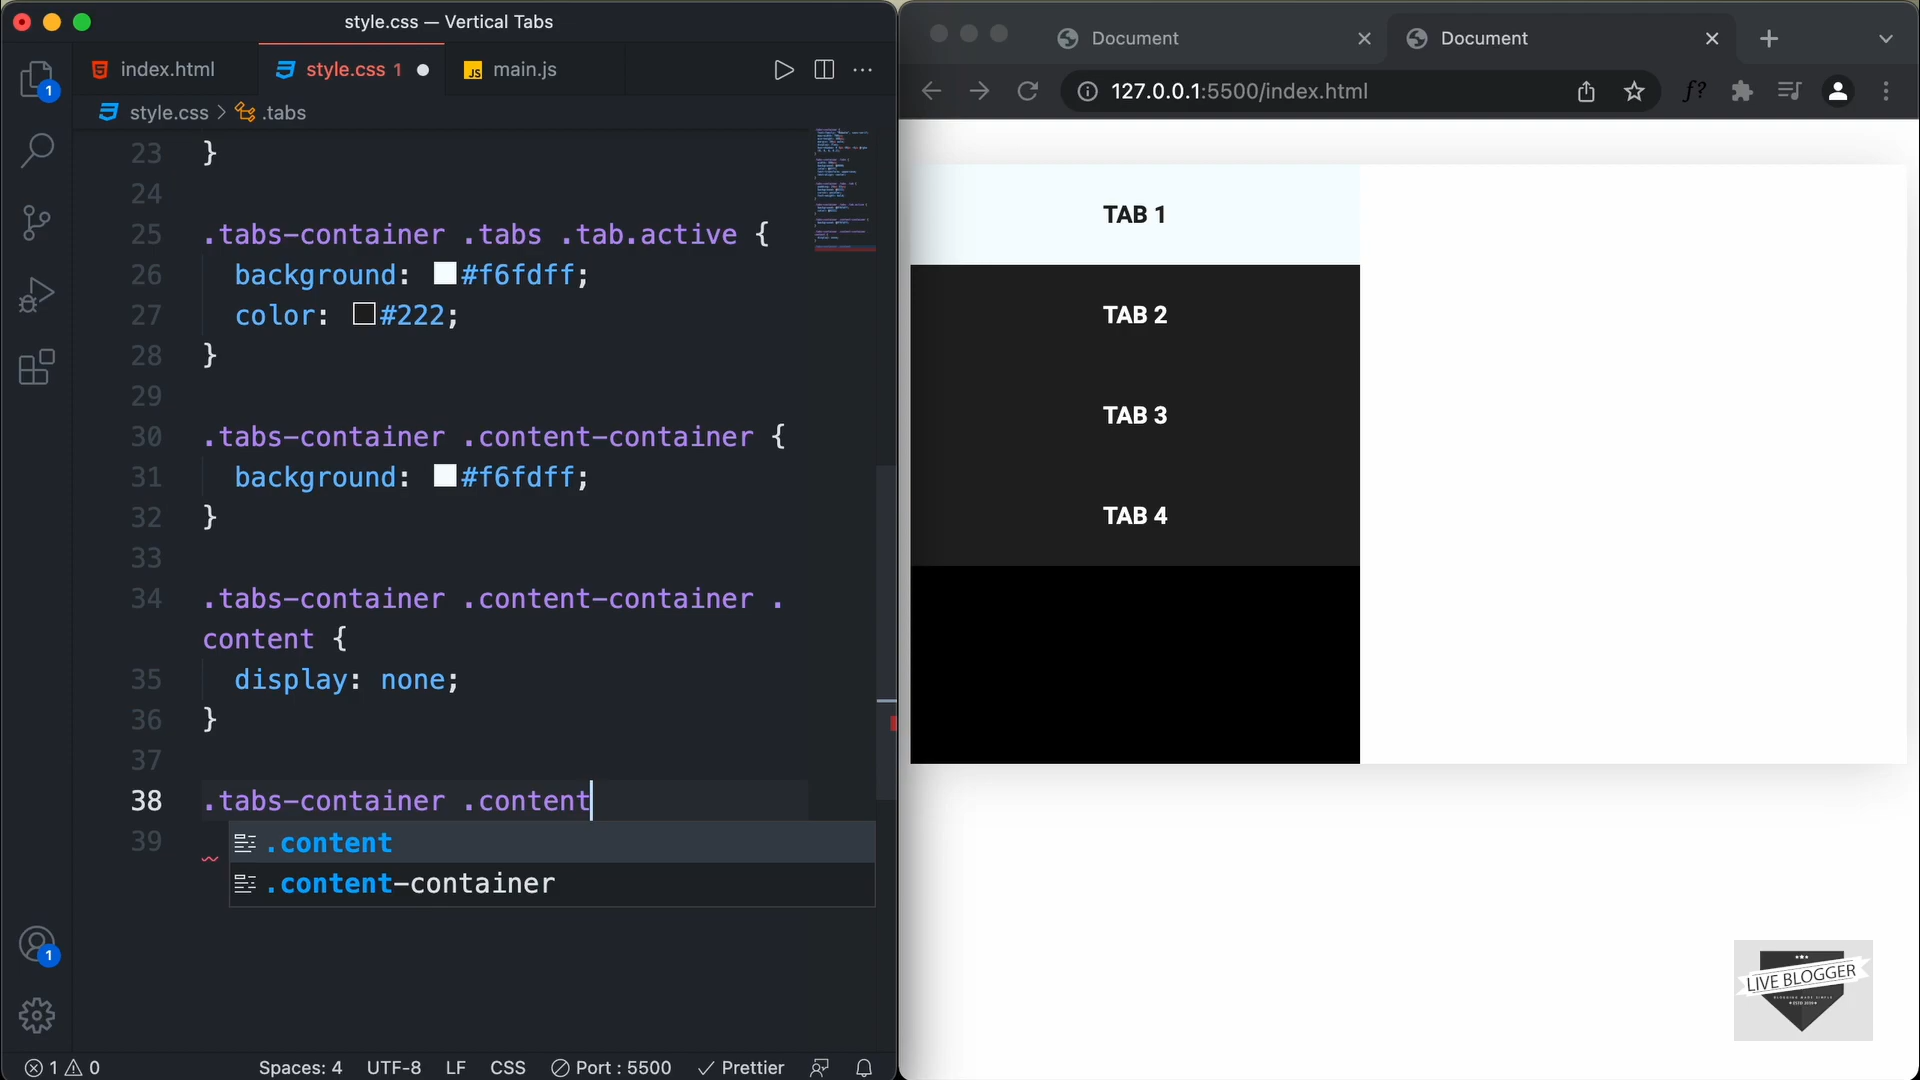 style.css — Vertical Tabs
index.html
style.css 1
JS main.js
style.css > .tabs
23 }
24
25 .tabs-container .tabs .tab.active {
26 background: #f6fdff;
27 color: #222;
28 }
29
30 .tabs-container .content-container {
31 background: #f6fdff;
32 }
33
34 .tabs-container .content-container .
content {
35 display: none;
36 }
37
38 .tabs-container .content
39
.content
.content-container
1
1
1 0 Spaces: 4 UTF-8 LF CSS Port : 5500 Prettier
Document
Document
127.0.0.1:5500/index.html
f?
TAB 1
TAB 2
TAB 3
TAB 4
LIVE BLOGGER